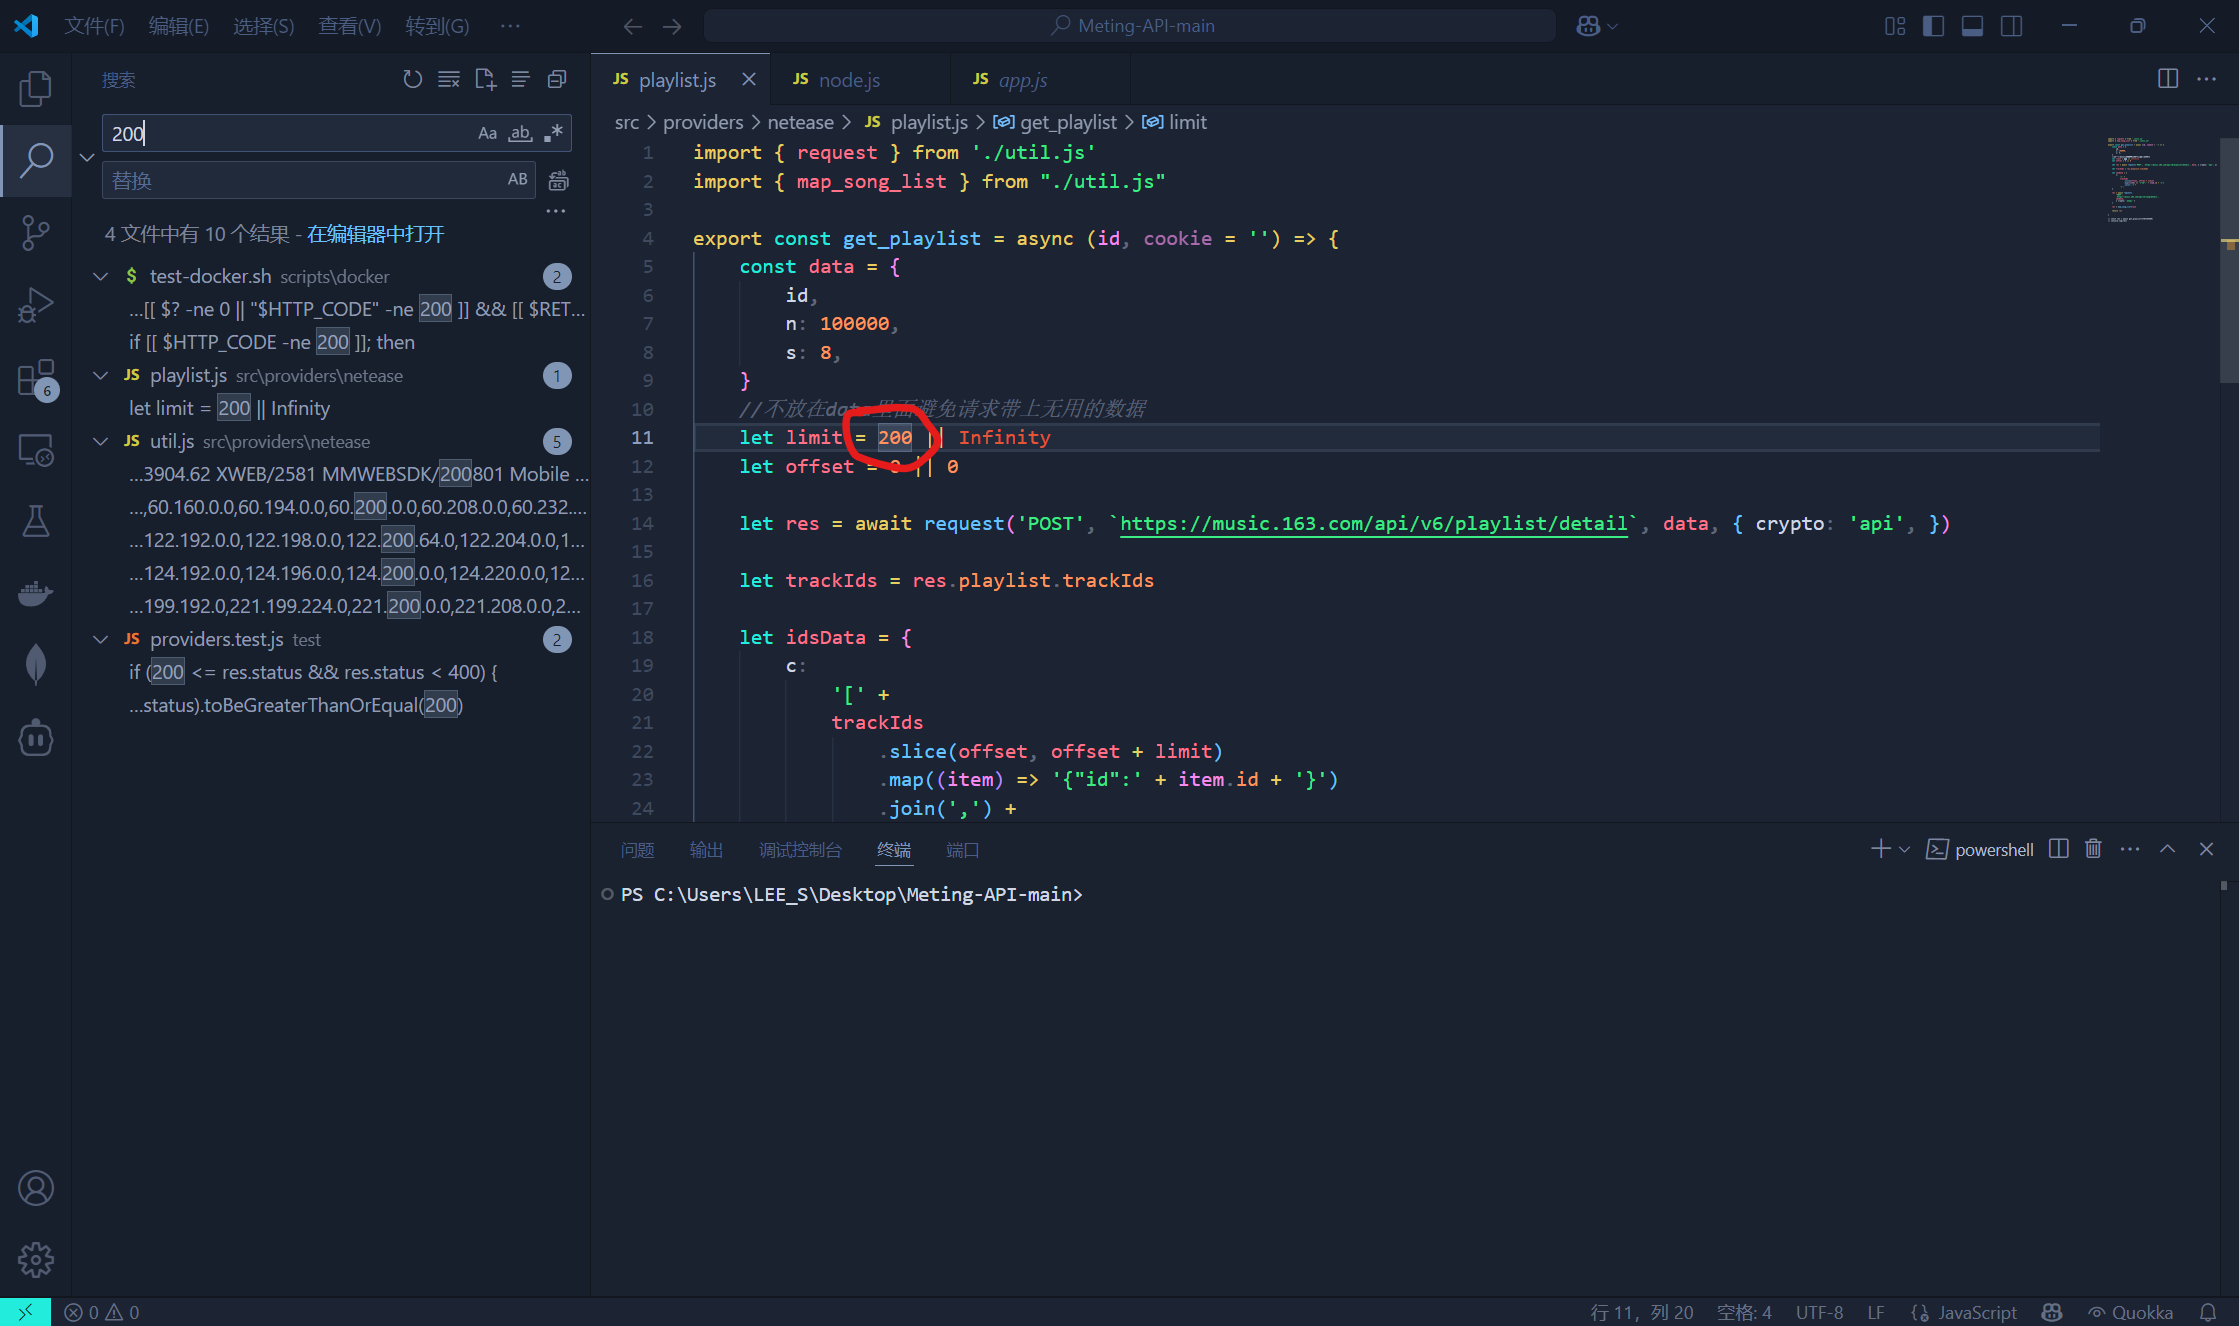 文件(F) 编辑(E) 选择(S) 查看(V) 转到(G) ··· Meting-API-main
搜索
200
Aa ab .*
替换
AB
···
4 文件中有 10 个结果 - 在编辑器中打开
$ test-docker.sh scripts\docker 2
...[[ $? -ne 0 || "$HTTP_CODE" -ne 200 ]] && [[ $RET...
if [[ $HTTP_CODE -ne 200 ]]; then
JS playlist.js src\providers\netease 1
let limit = 200 || Infinity
JS util.js src\providers\netease 5
...3904.62 XWEB/2581 MMWEBSDK/200801 Mobile ...
...,60.160.0.0,60.194.0.0,60.200.0.0,60.208.0.0,60.232....
...122.192.0.0,122.198.0.0,122.200.64.0,122.204.0.0,1...
...124.192.0.0,124.196.0.0,124.200.0.0,124.220.0.0,12...
...199.192.0,221.199.224.0,221.200.0.0,221.208.0.0,2...
JS providers.test.js test 2
if (200 <= res.status && res.status < 400) {
...status).toBeGreaterThanOrEqual(200)
6
JS playlist.js JS node.js JS app.js
src > providers > netease > JS playlist.js > get_playlist > limit
1 import { request } from './util.js'
2 import { map_song_list } from "./util.js"
3
4 export const get_playlist = async (id, cookie = '') => {
5 const data = {
6 id,
7 n: 100000,
8 s: 8,
9 }
10 //不放在data里面避免请求带上无用的数据
11 let limit = 200 || Infinity
12 let offset = 0 || 0
13
14 let res = await request('POST', `https://music.163.com/api/v6/playlist/detail`, data, { crypto: 'api', })
15
16 let trackIds = res.playlist.trackIds
17
18 let idsData = {
19 c:
20 '[' +
21 trackIds
22 .slice(offset, offset + limit)
23 .map((item) => '{"id":' + item.id + '}')
24 .join(',') +
问题 输出 调试控制台 终端 端口 powershell
PS C:\Users\LEE_S\Desktop\Meting-API-main>
0 0 行 11，列 20 空格: 4 UTF-8 LF JavaScript Quokka